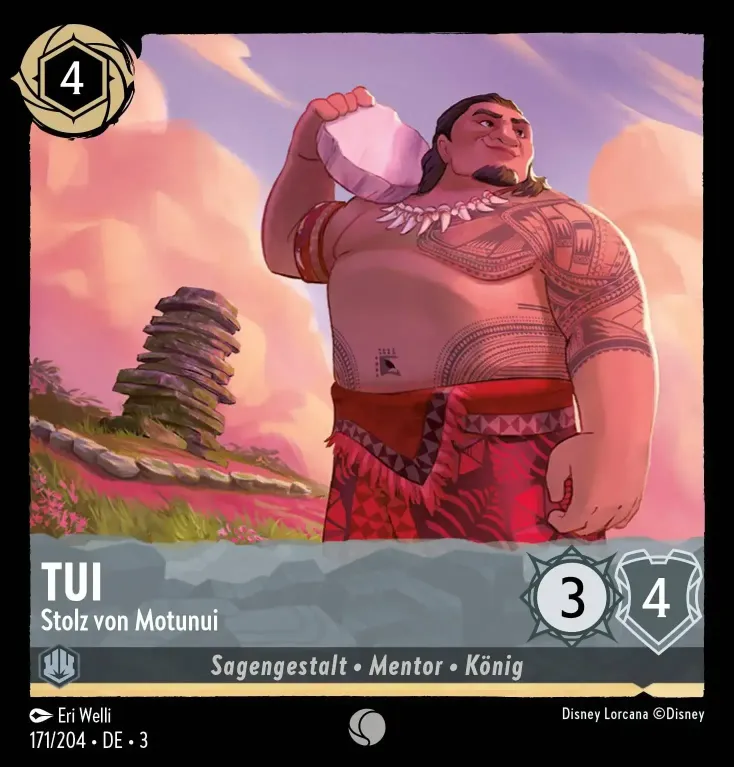 4
TUI
Stolz von Motunui
3
4
Sagengestalt • Mentor • König
Eri Welli
Disney Lorcana ©Disney
171/204 • DE • 3